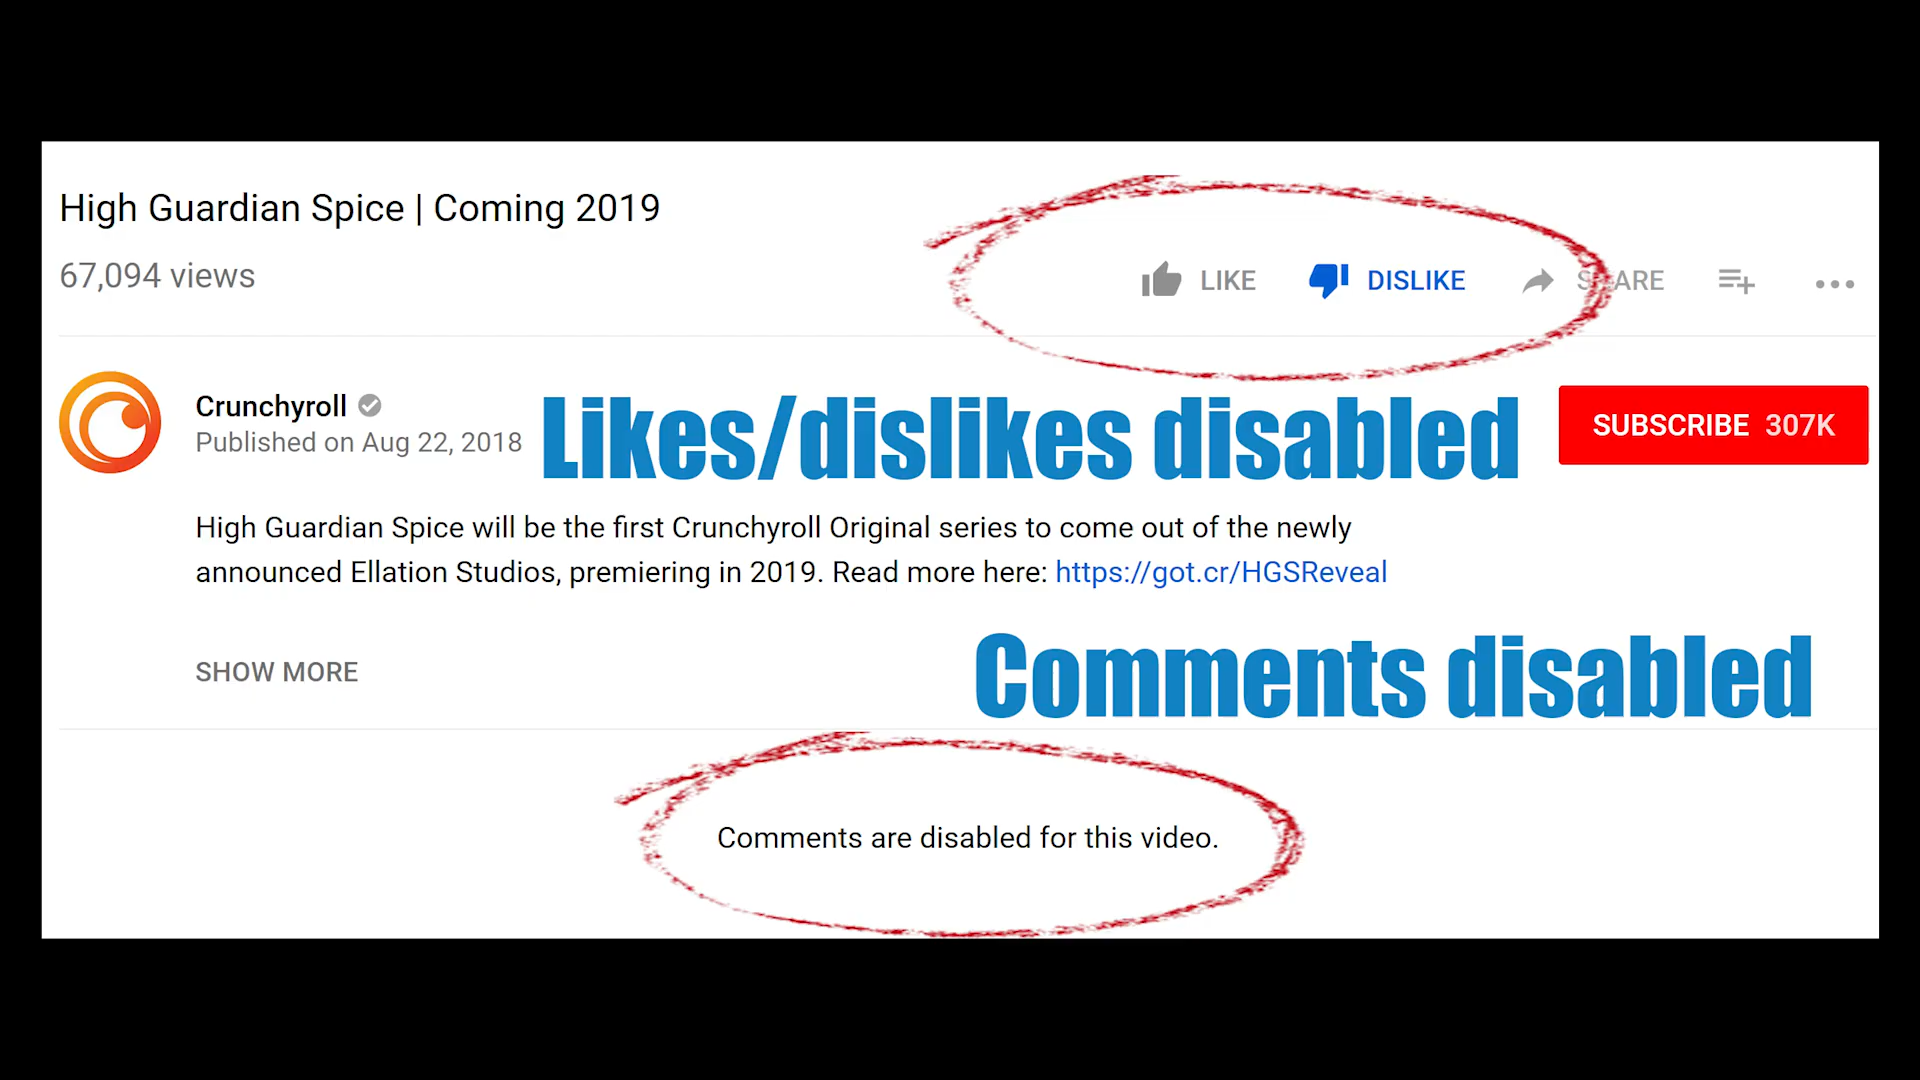 High Guardian Spice | Coming 2019
67,094 views
LIKE DISLIKE SHARE
Crunchyroll
Published on Aug 22, 2018
Likes/dislikes disabled
SUBSCRIBE 307K
High Guardian Spice will be the first Crunchyroll Original series to come out of the newly
announced Ellation Studios, premiering in 2019. Read more here: https://got.cr/HGSReveal
Comments disabled
SHOW MORE
Comments are disabled for this video.